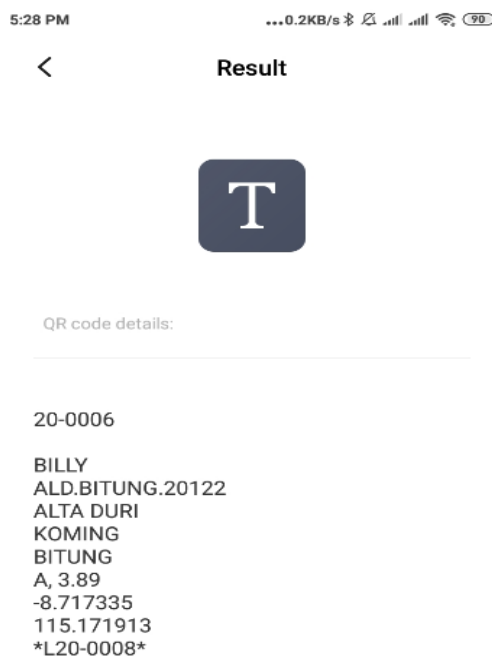 5:28 PM
...0.2KB/s
90
Result
T
QR code details:
20-0006
BILLY
ALD.BITUNG.20122
ALTA DURI
KOMING
BITUNG
A, 3.89
-8.717335
115.171913
*L20-0008*